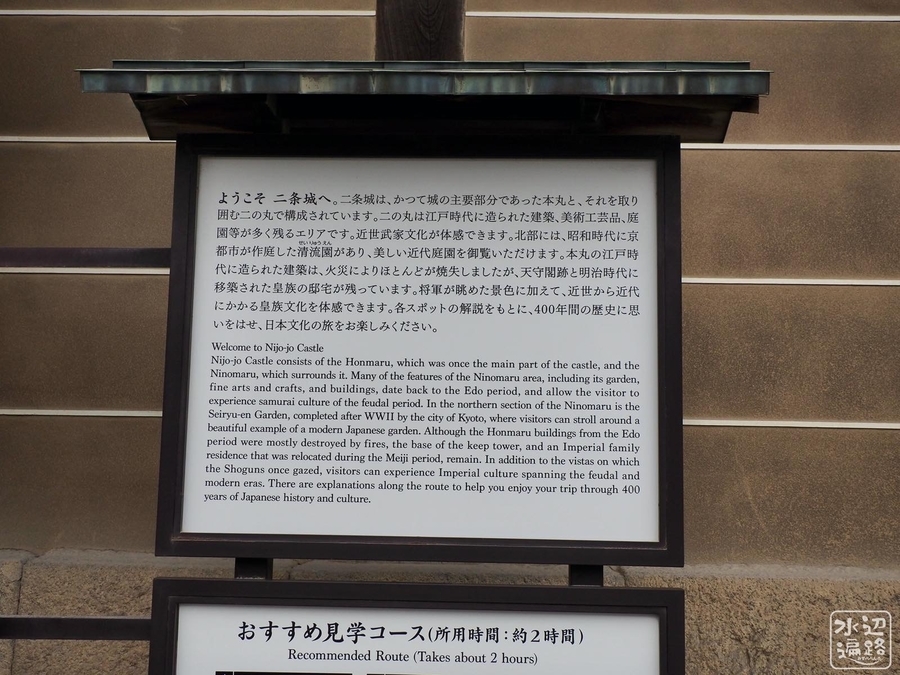 ようこそ 二条城へ。二条城は、かつて城の主要部分であった本丸と、それを取り
囲む二の丸で構成されています。二の丸は江戸時代に造られた建築、美術工芸品、庭
園等が多く残るエリアです。近世武家文化が体感できます。北部には、昭和時代に京
せいりゅうえん
都市が作庭した清流園があり、美しい近代庭園を御覧いただけます。本丸の江戸時
代に造られた建築は、火災によりほとんどが焼失しましたが、天守閣跡と明治時代に
移築された皇族の邸宅が残っています。将軍が眺めた景色に加えて、近世から近代
にかかる皇族文化を体感できます。各スポットの解説をもとに、400年間の歴史に思
いをはせ、日本文化の旅をお楽しみください。
Welcome to Nijo-jo Castle
Nijo-jo Castle consists of the Honmaru, which was once the main part of the castle, and the
Ninomaru, which surrounds it. Many of the features of the Ninomaru area, including its garden,
fine arts and crafts, and buildings, date back to the Edo period, and allow the visitor to
experience samurai culture of the feudal period. In the northern section of the Ninomaru is the
Seiryu-en Garden, completed after WWII by the city of Kyoto, where visitors can stroll around a
beautiful example of a modern Japanese garden. Although the Honmaru buildings from the Edo
period were mostly destroyed by fires, the base of the keep tower, and an Imperial family
residence that was relocated during the Meiji period, remain. In addition to the vistas on which
the Shoguns once gazed, visitors can experience Imperial culture spanning the feudal and
modern eras. There are explanations along the route to help you enjoy your trip through 400
years of Japanese history and culture.
おすすめ見学コース(所用時間:約2時間)
Recommended Route (Takes about 2 hours)
水辺
遍路